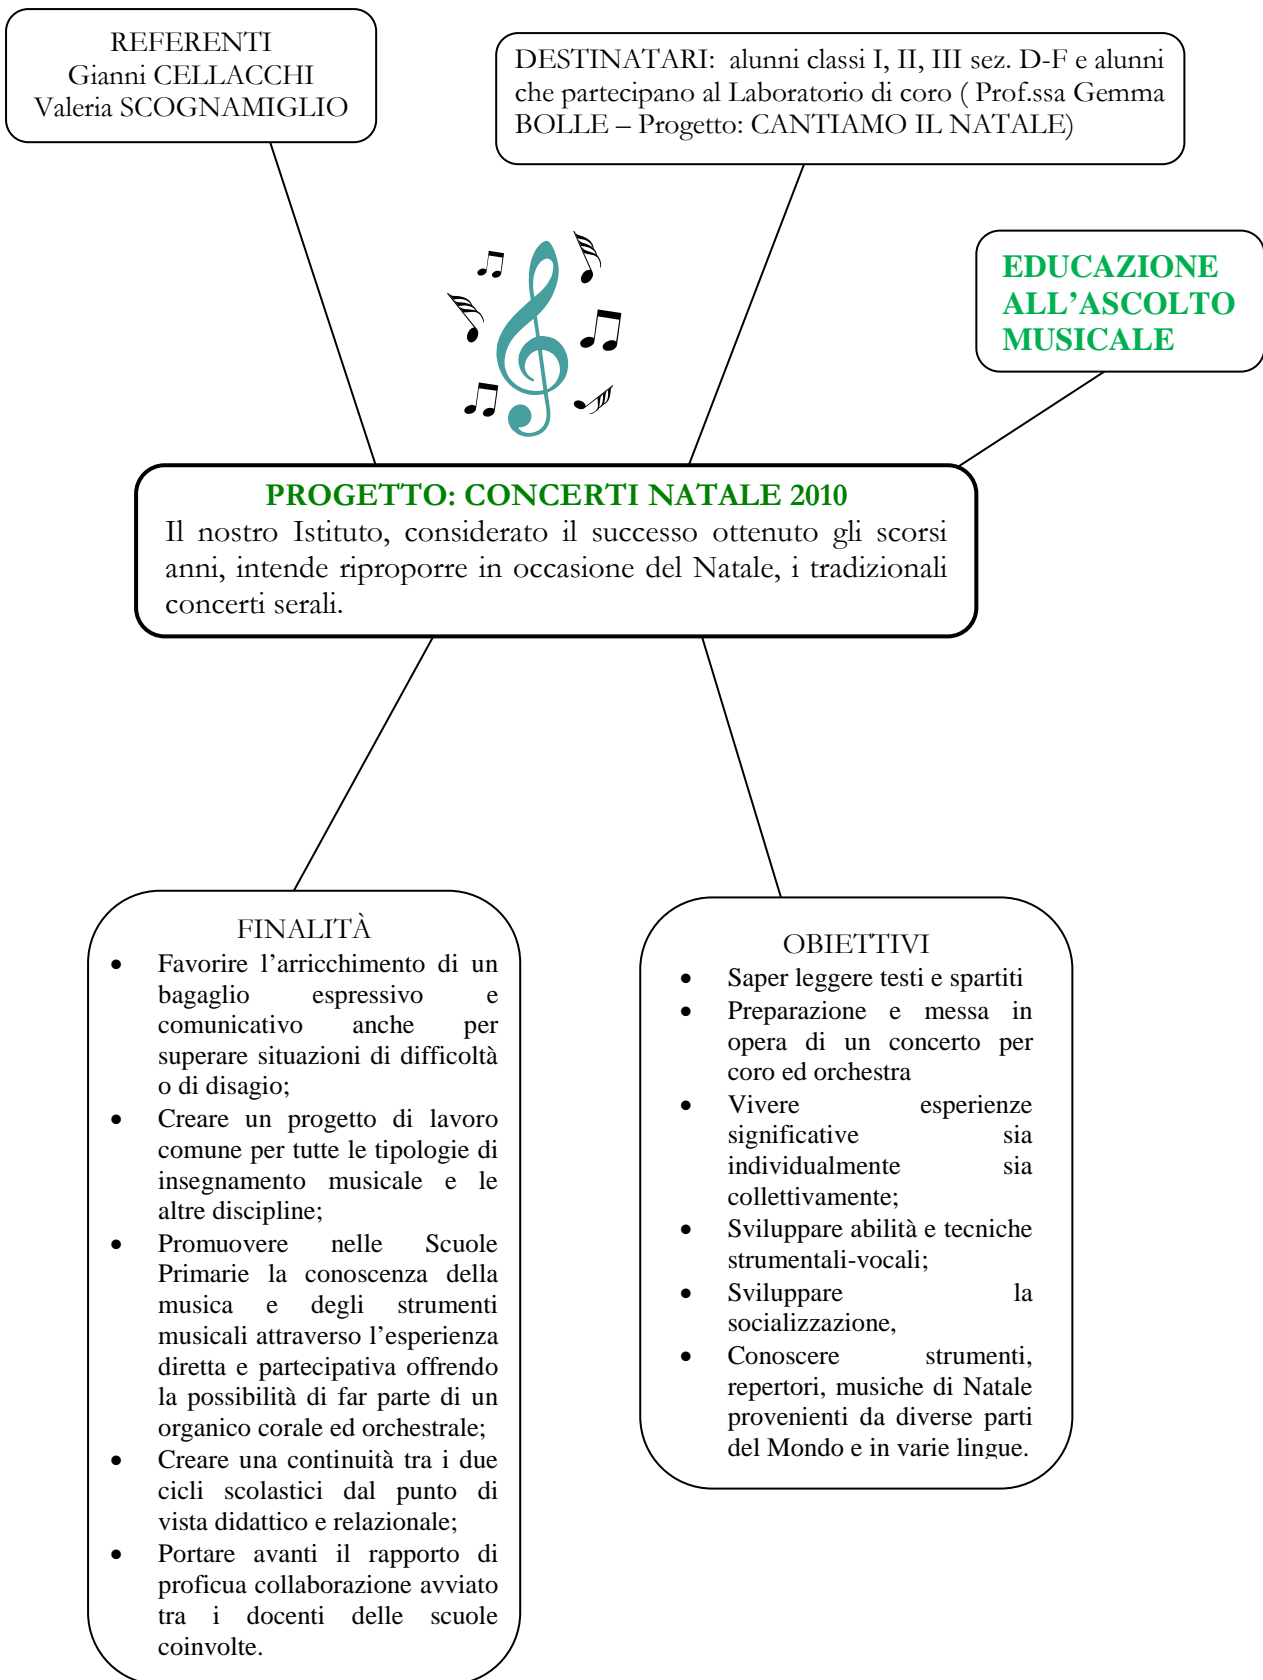 REFERENTI
Gianni CELLACCHI
Valeria SCOGNAMIGLIO
DESTINATARI: alunni classi I, II, III sez. D-F e alunni
che partecipano al Laboratorio di coro ( Prof.ssa Gemma
BOLLE – Progetto: CANTIAMO IL NATALE)
EDUCAZIONE
ALL’ASCOLTO
MUSICALE
PROGETTO: CONCERTI NATALE 2010
Il nostro Istituto, considerato il successo ottenuto gli scorsi
anni, intende riproporre in occasione del Natale, i tradizionali
concerti serali.
FINALITÀ
• Favorire l’arricchimento di un
bagaglio espressivo e
comunicativo anche per
superare situazioni di difficoltà
o di disagio;
• Creare un progetto di lavoro
comune per tutte le tipologie di
insegnamento musicale e le
altre discipline;
• Promuovere nelle Scuole
Primarie la conoscenza della
musica e degli strumenti
musicali attraverso l’esperienza
diretta e partecipativa offrendo
la possibilità di far parte di un
organico corale ed orchestrale;
• Creare una continuità tra i due
cicli scolastici dal punto di
vista didattico e relazionale;
• Portare avanti il rapporto di
proficua collaborazione avviato
tra i docenti delle scuole
coinvolte.
OBIETTIVI
• Saper leggere testi e spartiti
• Preparazione e messa in
opera di un concerto per
coro ed orchestra
• Vivere esperienze
significative sia
individualmente sia
collettivamente;
• Sviluppare abilità e tecniche
strumentali-vocali;
• Sviluppare la
socializzazione,
• Conoscere strumenti,
repertori, musiche di Natale
provenienti da diverse parti
del Mondo e in varie lingue.